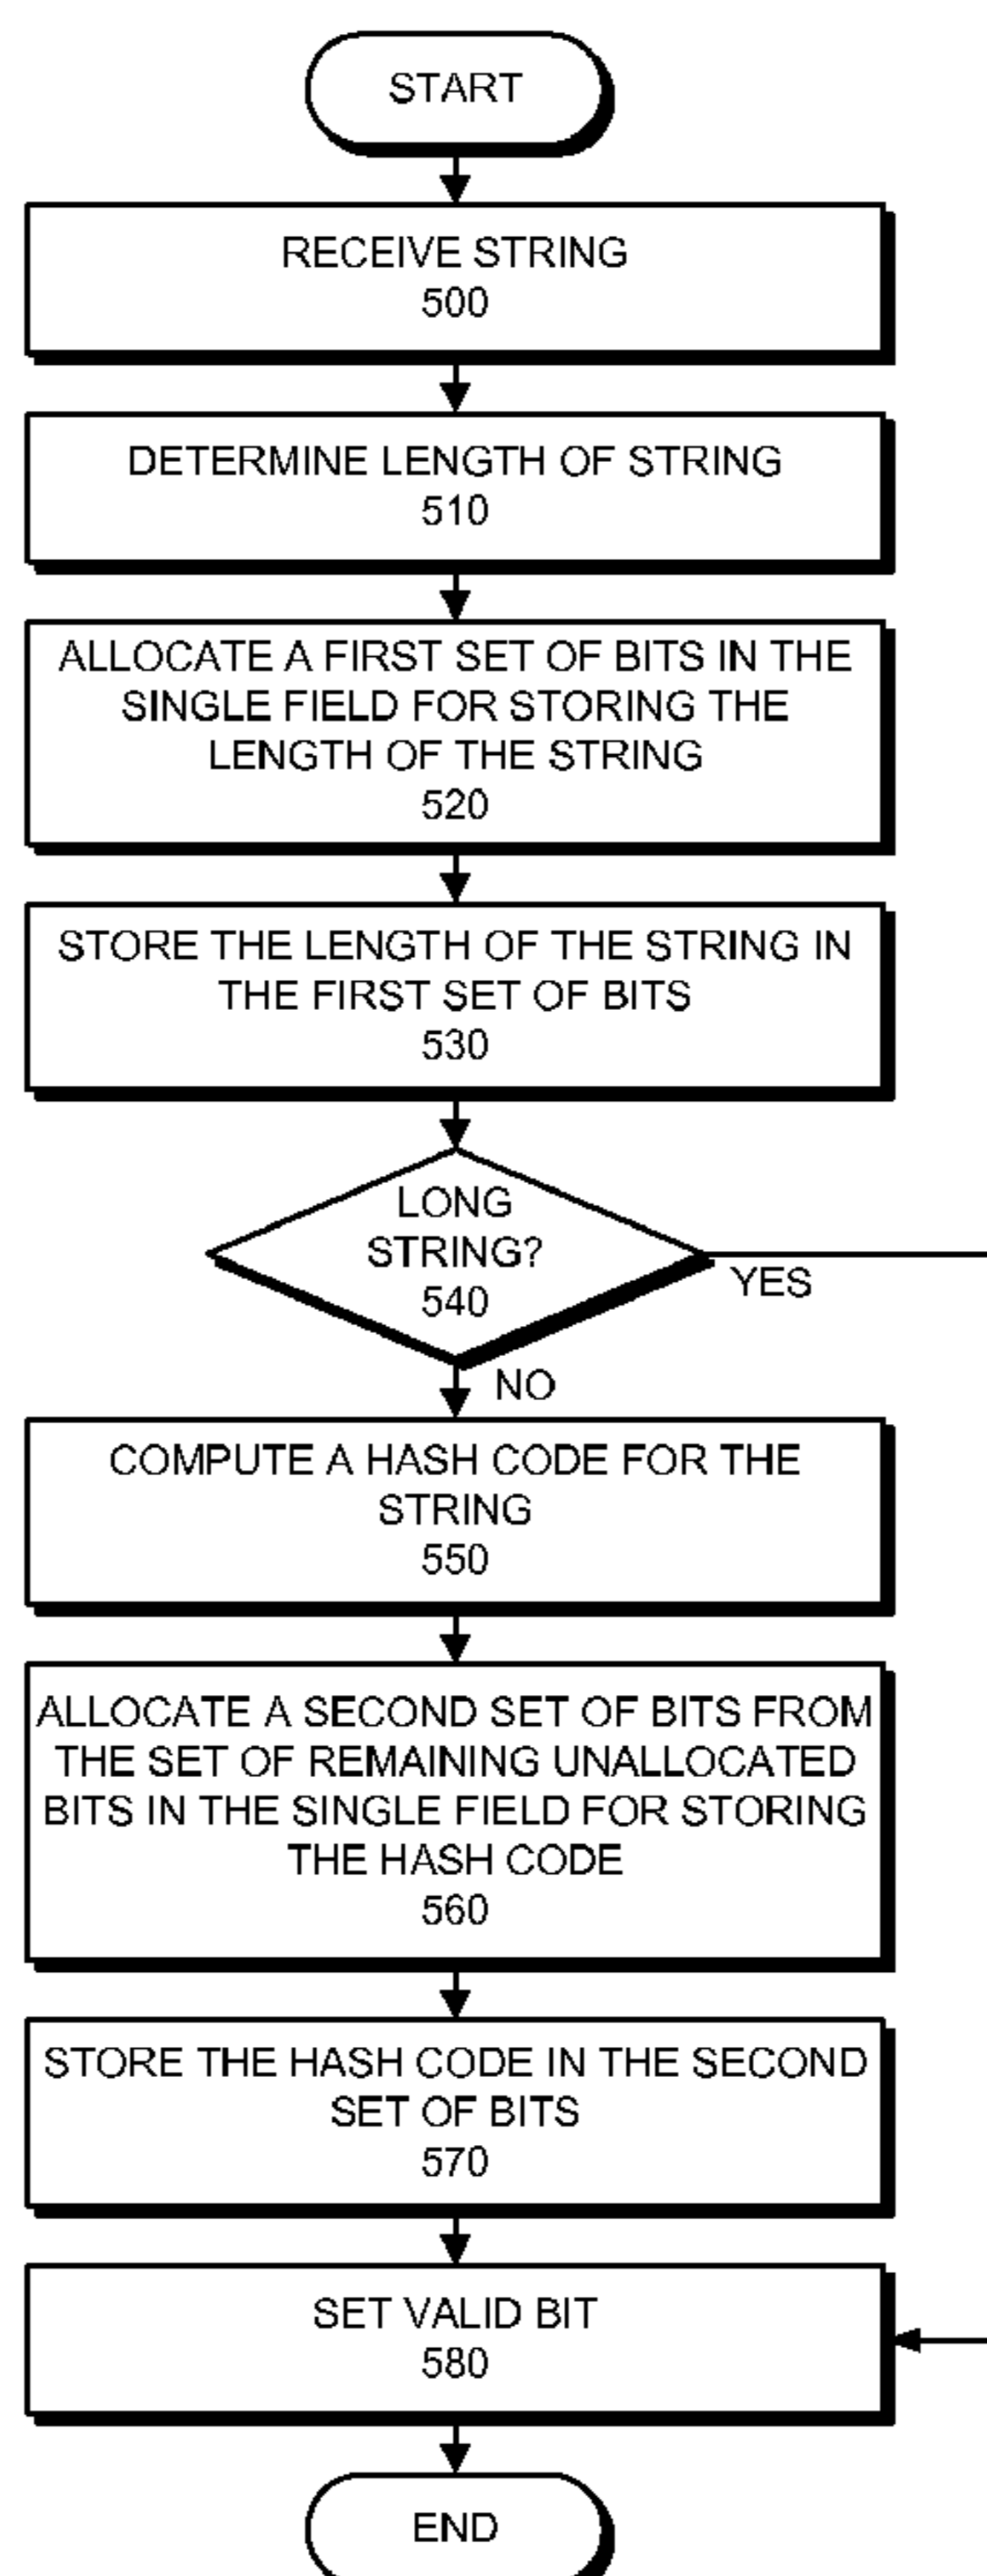 START
RECEIVE STRING
500
DETERMINE LENGTH OF STRING
510
ALLOCATE A FIRST SET OF BITS IN THE
SINGLE FIELD FOR STORING THE
LENGTH OF THE STRING
520
STORE THE LENGTH OF THE STRING IN
THE FIRST SET OF BITS
530
LONG
STRING?
540
YES
NO
COMPUTE A HASH CODE FOR THE
STRING
550
ALLOCATE A SECOND SET OF BITS FROM
THE SET OF REMAINING UNALLOCATED
BITS IN THE SINGLE FIELD FOR STORING
THE HASH CODE
560
STORE THE HASH CODE IN THE SECOND
SET OF BITS
570
SET VALID BIT
580
END